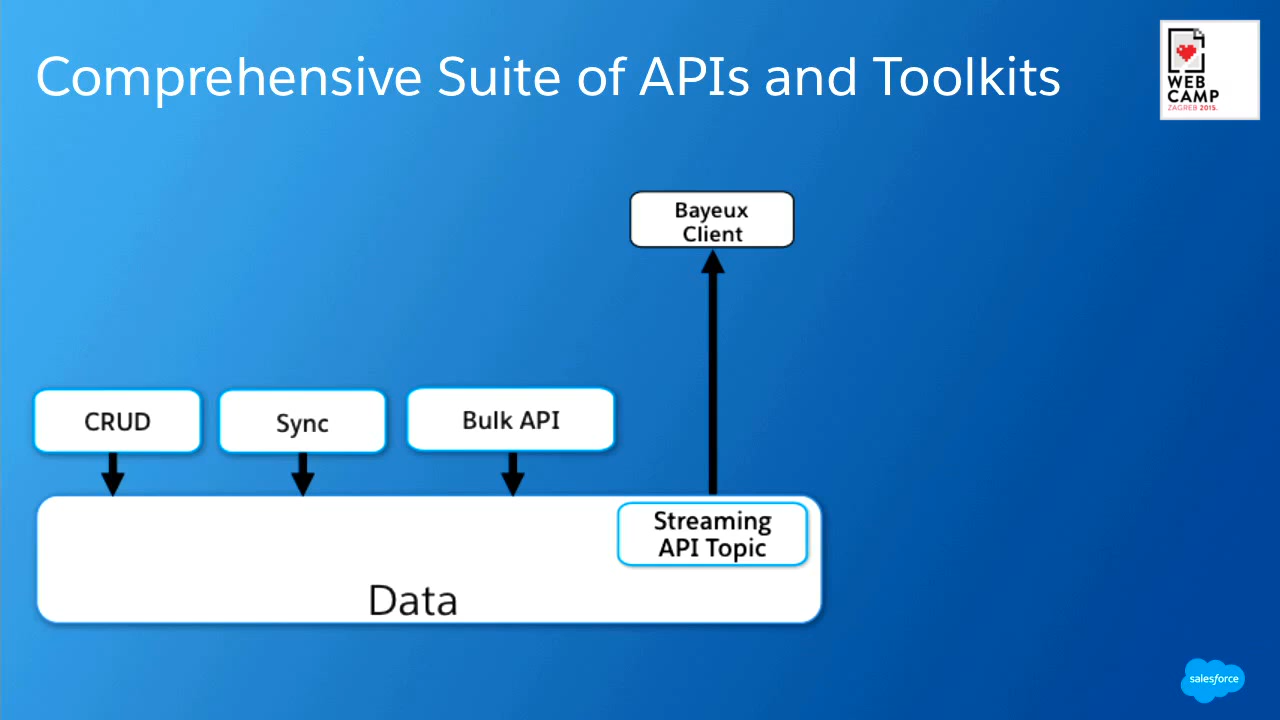 Comprehensive Suite of APIs and Toolkits
WEB
CAMP
ZAGREB 2015.
Bayeux
Client
CRUD
Sync
Bulk API
Streaming
API Topic
Data
salesforce